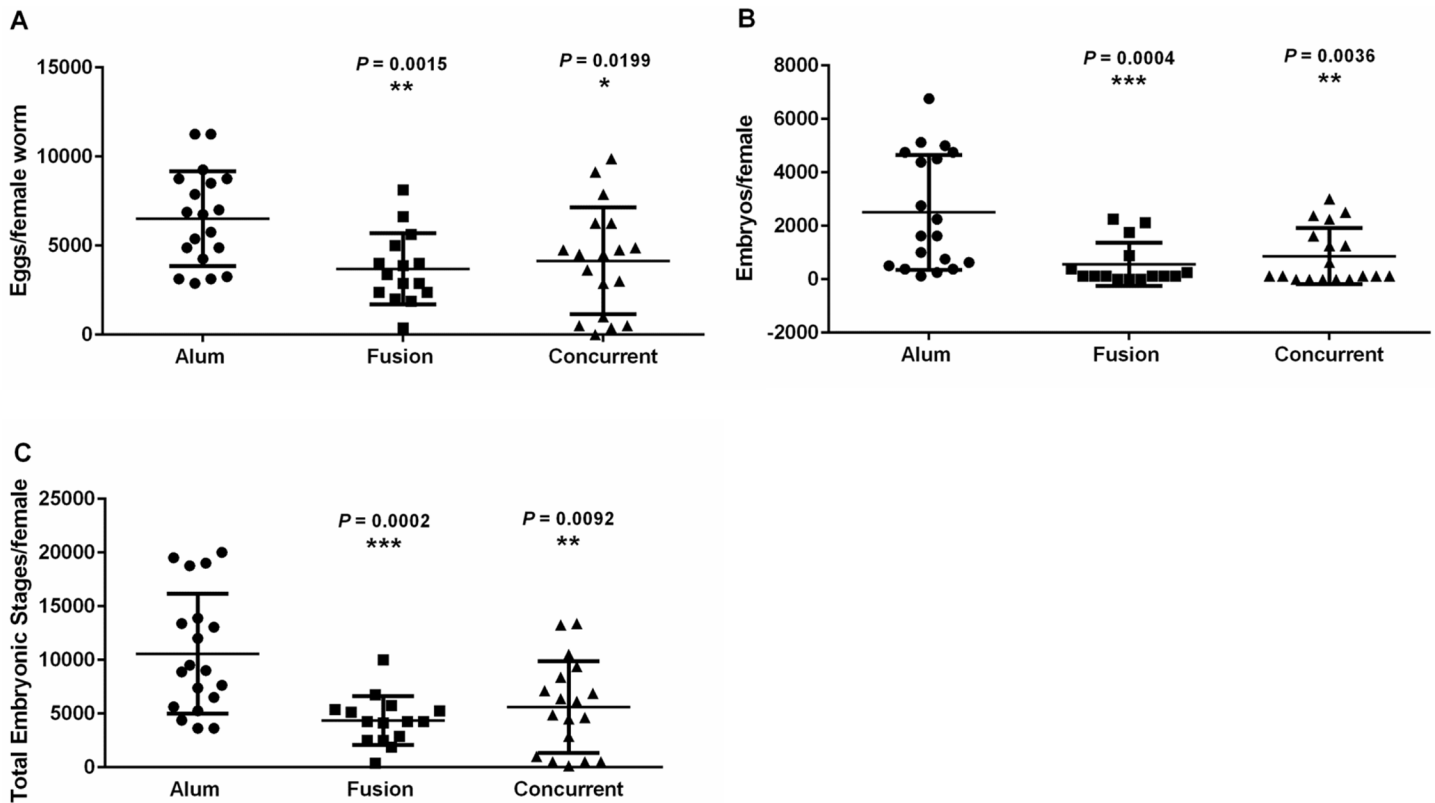 A
Eggs/female worm
15000
10000
5000
0
P = 0.0015
**
P = 0.0199
*
Alum
Fusion
Concurrent
B
Embryos/female
8000
6000
4000
2000
0
-2000
P = 0.0004
***
P = 0.0036
**
Alum
Fusion
Concurrent
C
Total Embryonic Stages/female
25000
20000
15000
10000
5000
0
P = 0.0002
***
P = 0.0092
**
Alum
Fusion
Concurrent